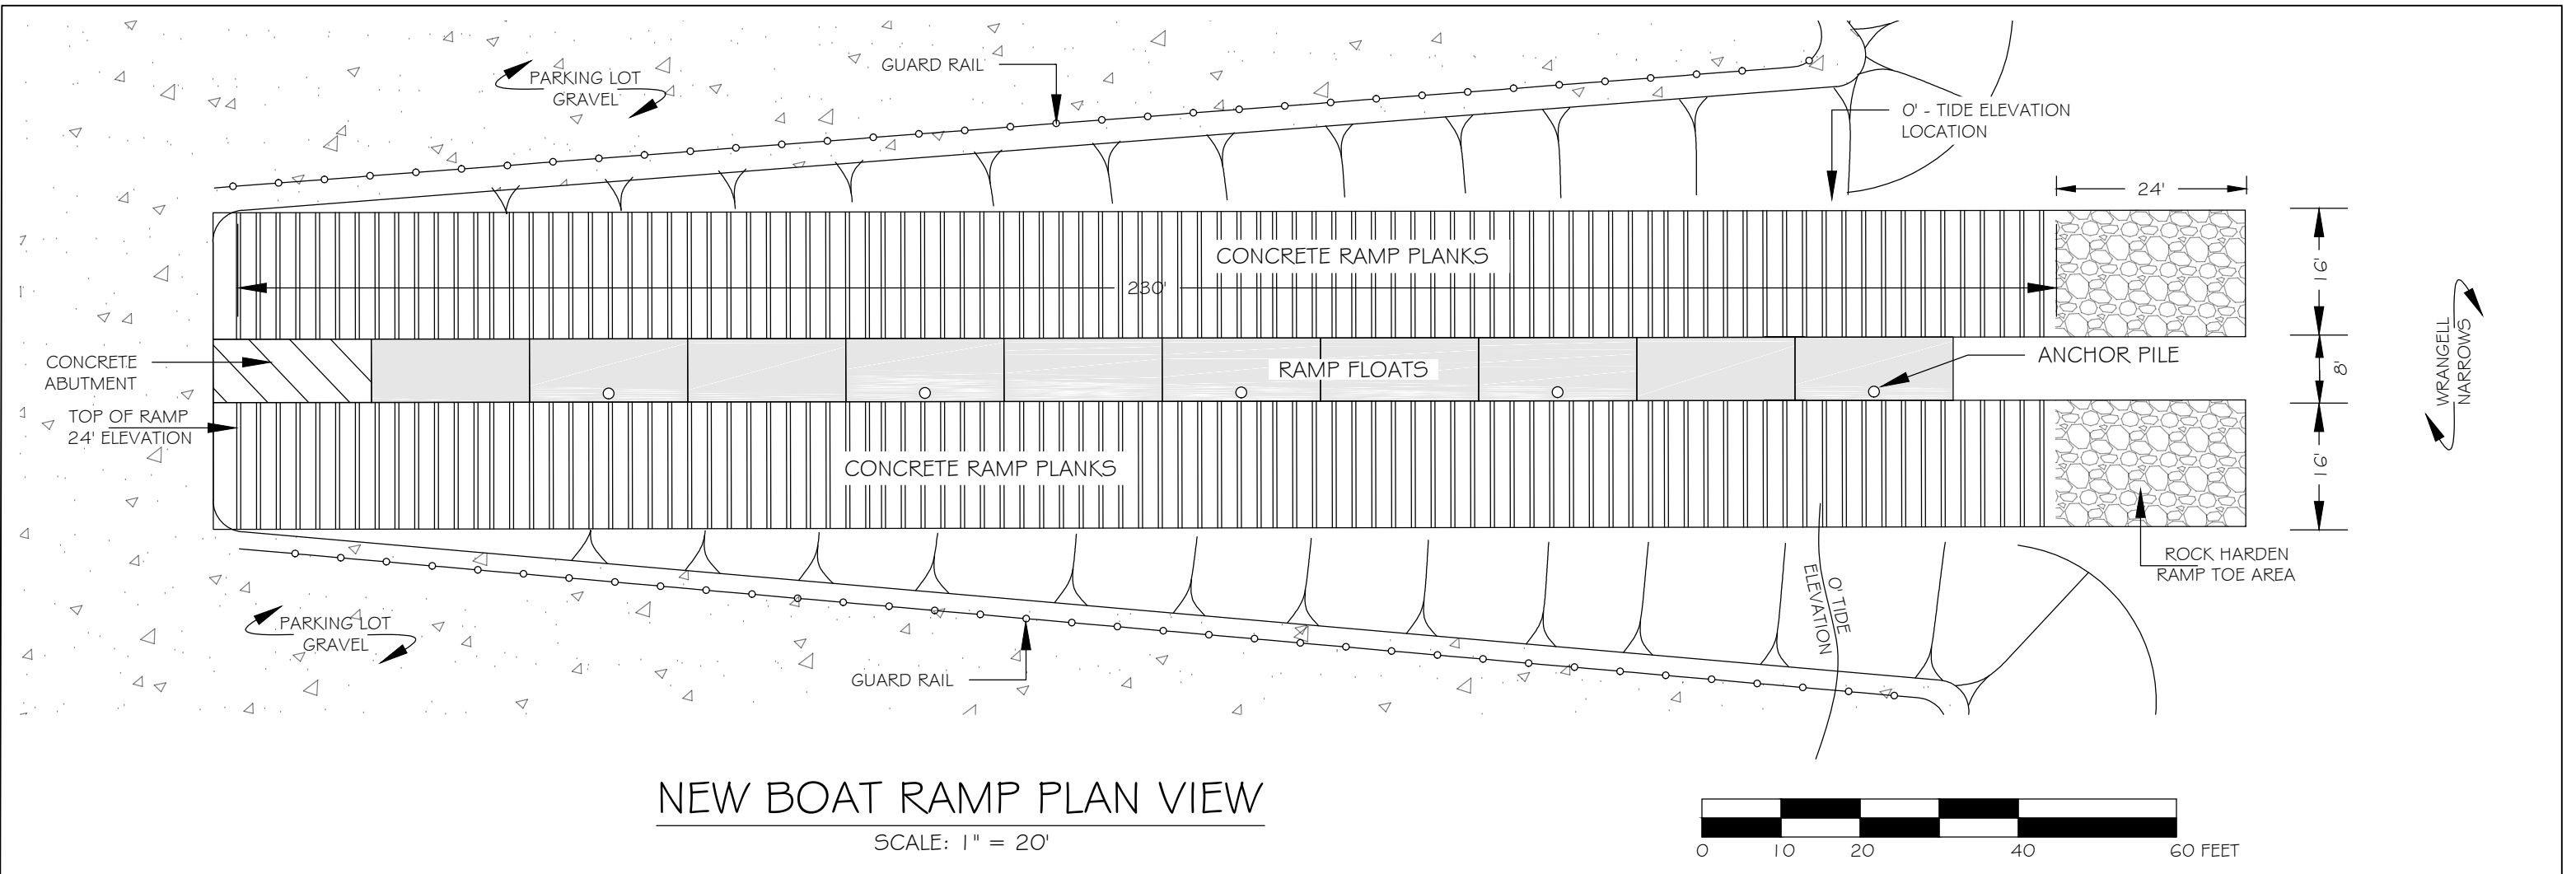 GUARD RAIL
PARKING LOT
GRAVEL
0' - TIDE ELEVATION
LOCATION
24'
CONCRETE RAMP PLANKS
230'
16'
CONCRETE
ABUTMENT
RAMP FLOATS
ANCHOR PILE
8'
WRANGELL
NARROWS
TOP OF RAMP
24' ELEVATION
CONCRETE RAMP PLANKS
16'
ROCK HARDEN
RAMP TOE AREA
0' TIDE
ELEVATION
PARKING LOT
GRAVEL
GUARD RAIL
NEW BOAT RAMP PLAN VIEW
SCALE: 1" = 20'
0 10 20 40 60 FEET